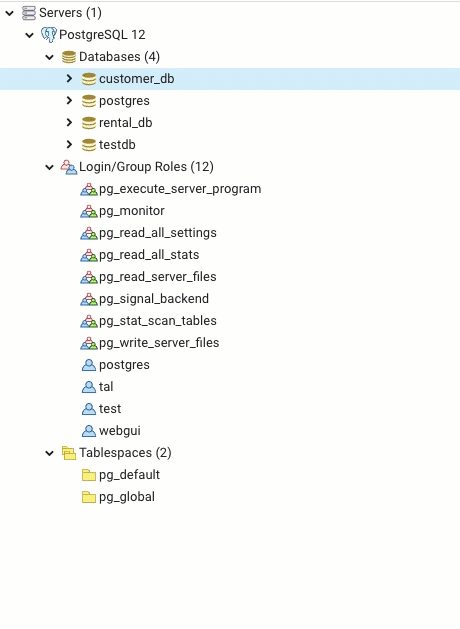 Servers (1)
PostgreSQL 12
Databases (4)
customer_db
postgres
rental_db
testdb
Login/Group Roles (12)
pg_execute_server_program
pg_monitor
pg_read_all_settings
pg_read_all_stats
pg_read_server_files
pg_signal_backend
pg_stat_scan_tables
pg_write_server_files
postgres
tal
test
webgui
Tablespaces (2)
pg_default
pg_global